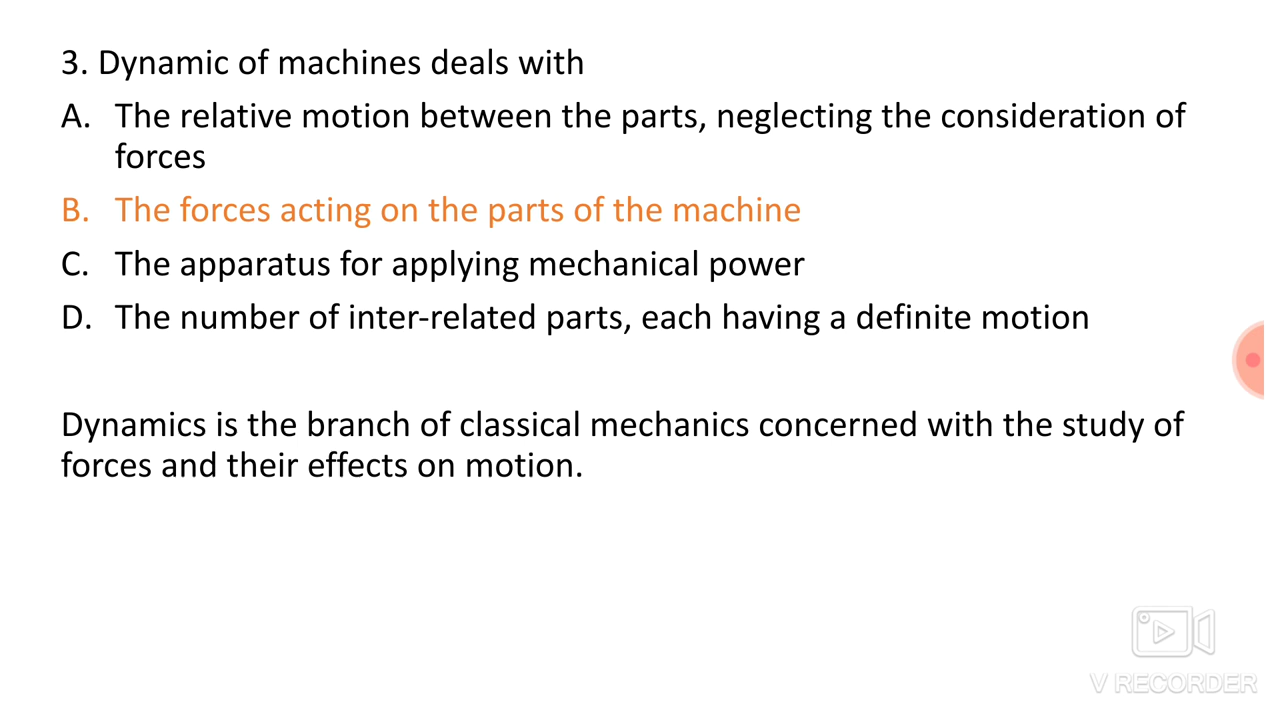 3. Dynamic of machines deals with
A. The relative motion between the parts, neglecting the consideration of
forces
B. The forces acting on the parts of the machine
C. The apparatus for applying mechanical power
D. The number of inter-related parts, each having a definite motion
Dynamics is the branch of classical mechanics concerned with the study of
forces and their effects on motion.
V RECORDER